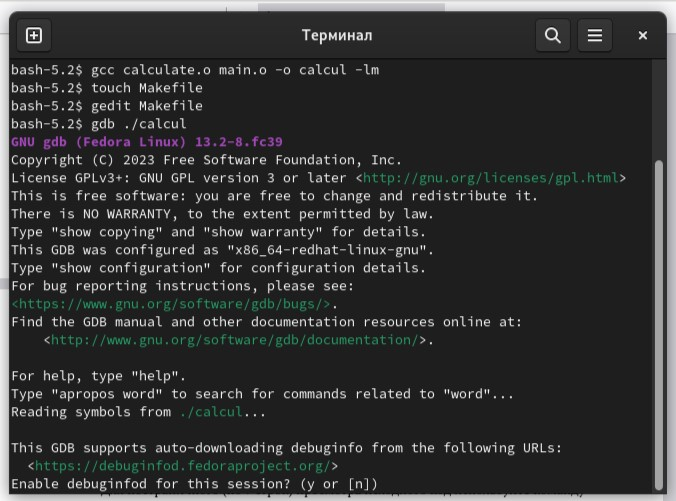 Терминал
bash-5.2$ gcc calculate.o main.o -o calcul -lm
bash-5.2$ touch Makefile
bash-5.2$ gedit Makefile
bash-5.2$ gdb ./calcul
GNU gdb (Fedora Linux) 13.2-8.fc39
Copyright (C) 2023 Free Software Foundation, Inc.
License GPLv3+: GNU GPL version 3 or later <http://gnu.org/licenses/gpl.html>
This is free software: you are free to change and redistribute it.
There is NO WARRANTY, to the extent permitted by law.
Type "show copying" and "show warranty" for details.
This GDB was configured as "x86_64-redhat-linux-gnu".
Type "show configuration" for configuration details.
For bug reporting instructions, please see:
<https://www.gnu.org/software/gdb/bugs/>.
Find the GDB manual and other documentation resources online at:
<http://www.gnu.org/software/gdb/documentation/>.
For help, type "help".
Type "apropos word" to search for commands related to "word"...
Reading symbols from ./calcul...
This GDB supports auto-downloading debuginfo from the following URLs:
<https://debuginfod.fedoraproject.org/>
Enable debuginfod for this session? (y or [n])